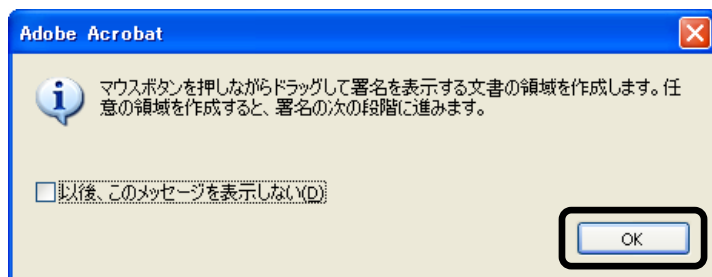 Adobe Acrobat
マウスボタンを押しながらドラッグして署名を表示する文書の領域を作成します。任
意の領域を作成すると、署名の次の段階に進みます。
以後、このメッセージを表示しない(D)
OK